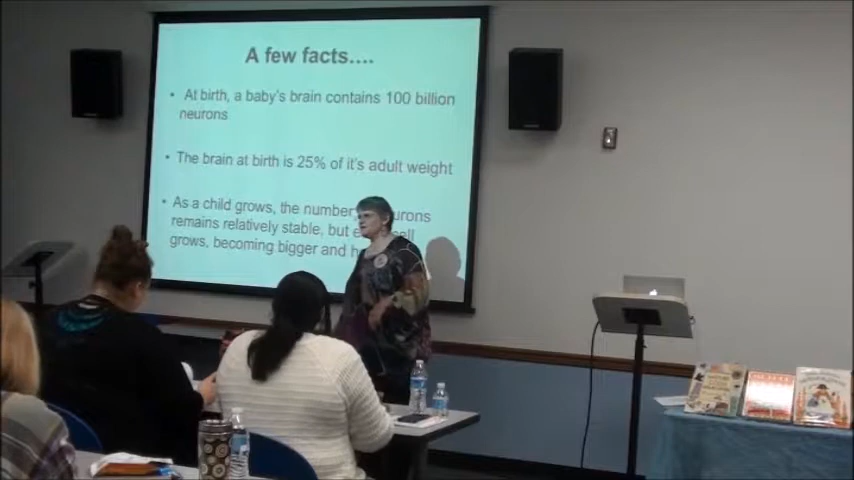 A few facts….
• At birth, a baby's brain contains 100 billion
neurons
• The brain at birth is 25% of it's adult weight
• As a child grows, the number
remains relatively stable, but
grows, becoming bigger and